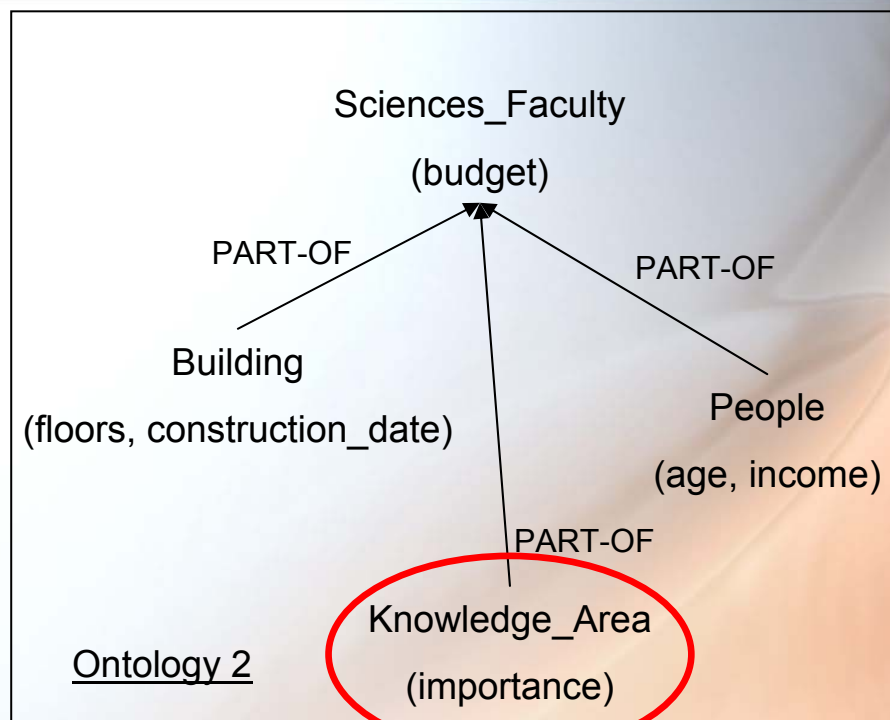 Sciences_Faculty
(budget)
PART-OF
PART-OF
Building
(floors, construction_date)
People
(age, income)
PART-OF
Knowledge_Area
(importance)
Ontology 2